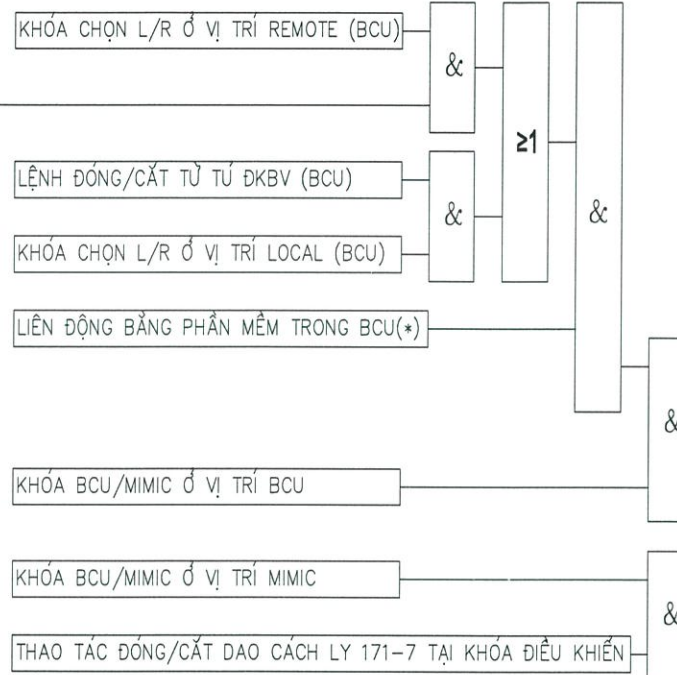 KHÓA CHỌN L/R Ở VỊ TRÍ REMOTE (BCU)
&
≥1
LỆNH ĐÓNG/CẮT TỪ TỦ ĐKBV (BCU)
&
&
KHÓA CHỌN L/R Ở VỊ TRÍ LOCAL (BCU)
LIÊN ĐỘNG BẰNG PHẦN MỀM TRONG BCU(*)
&
KHÓA BCU/MIMIC Ở VỊ TRÍ BCU
KHÓA BCU/MIMIC Ở VỊ TRÍ MIMIC
&
THAO TÁC ĐÓNG/CẮT DAO CÁCH LY 171-7 TẠI KHÓA ĐIỀU KHIỂN